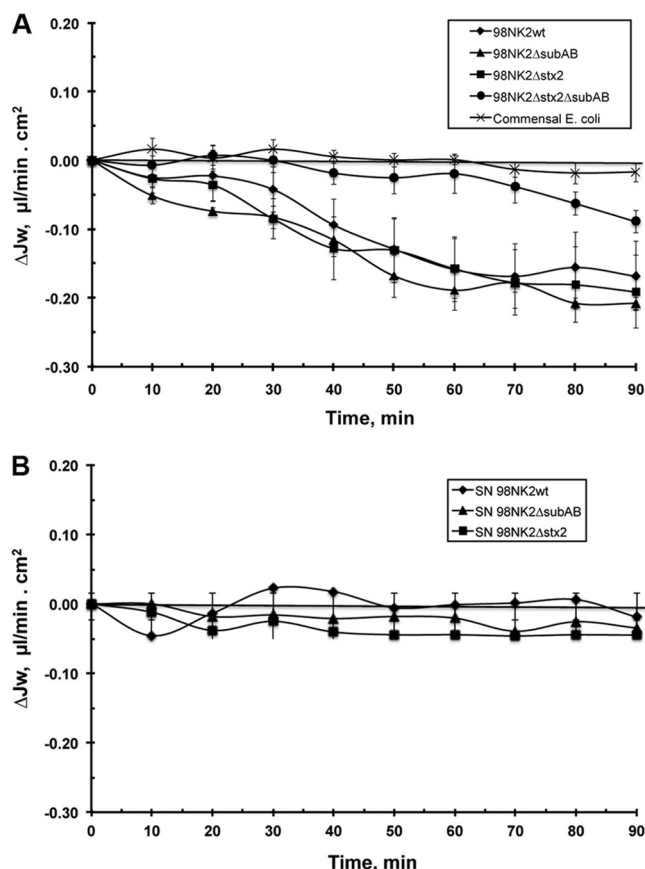 A
0.20
0.10
0.00
-0.10
-0.20
-0.30
ΔJw, µl/min . cm²
98NK2wt
98NK2ΔsubAB
98NK2Δstx2
98NK2Δstx2ΔsubAB
Commensal E. coli
0 10 20 30 40 50 60 70 80 90
Time, min
B
0.20
0.10
0.00
-0.10
-0.20
-0.30
ΔJw, µl/min . cm²
SN 98NK2wt
SN 98NK2ΔsubAB
SN 98NK2Δstx2
0 10 20 30 40 50 60 70 80 90
Time, min